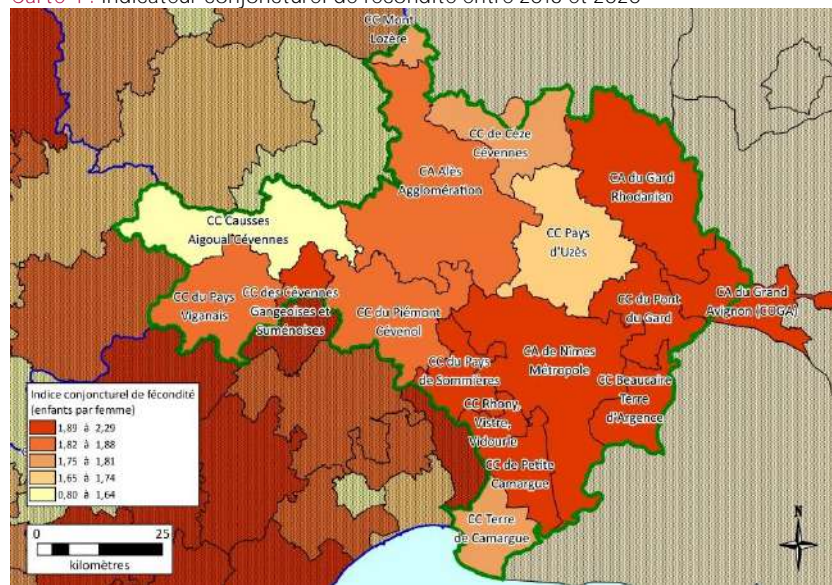 Carte 4 : Indicateur conjoncturel de fécondité entre 2016 et 2020
CC Mont
Lozère
CC de Cèze
Cévennes
CA Alès
Agglomération
CA du Gard
Rhodanien
CC Causses
Aigoual Cévennes
CC Pays
d'Uzès
CC du Pays
Viganais
CC des Cévennes
Gangeoises et
Suménoises
CC du Piémont
Cévenol
CC du Pont
du Gard
CA du Grand
Avignon (COGA)
CC du Pays
de Sommières
CA de Nîmes
Métropole
CC Beaucaire
Terre
d'Argence
CC Rhony,
Vistre,
Vidourle
CC de Petite
Camargue
CC Terre
de Camargue
Indice conjoncturel de fécondité
(enfants par femme)
1,89 à 2,29
1,82 à 1,88
1,75 à 1,81
1,65 à 1,74
0,80 à 1,64
0 25
kilomètres
N